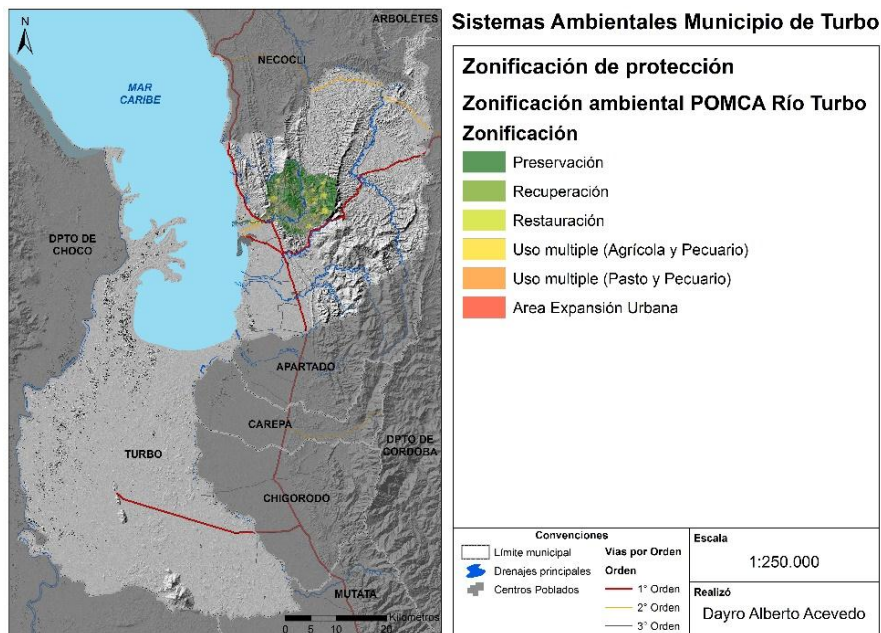 N
ARBOLETES
NECOCLI
MAR
CARIBE
DPTO DE
CHOCO
APARTADO
CAREPA
DPTO DE
CORDOBA
TURBO
CHIGORODO
MUTATA
Kilómetros
0 5 10 20
Sistemas Ambientales Municipio de Turbo
Zonificación de protección
Zonificación ambiental POMCA Río Turbo
Zonificación
Preservación
Recuperación
Restauración
Uso multiple (Agrícola y Pecuario)
Uso multiple (Pasto y Pecuario)
Area Expansión Urbana
Convenciones
Límite municipal
Drenajes principales
Centros Poblados
Vias por Orden
Orden
1° Orden
2° Orden
3° Orden
Escala
1:250.000
Realizó
Dayro Alberto Acevedo